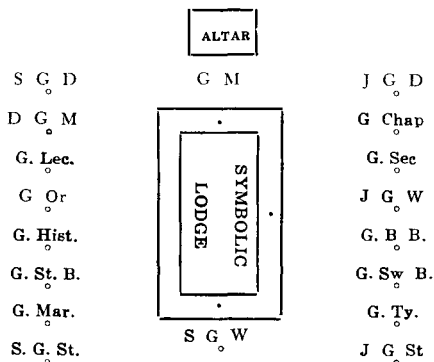 ALTAR
S G D G M J G D
D G M G Chap
G. Lec. G. Sec
G Or J G W
G. Hist. G. B B.
G. St. B. G. Sw B.
G. Mar. G. Ty.
S. G. St. S G W J G St
SYMBOLIC
LODGE